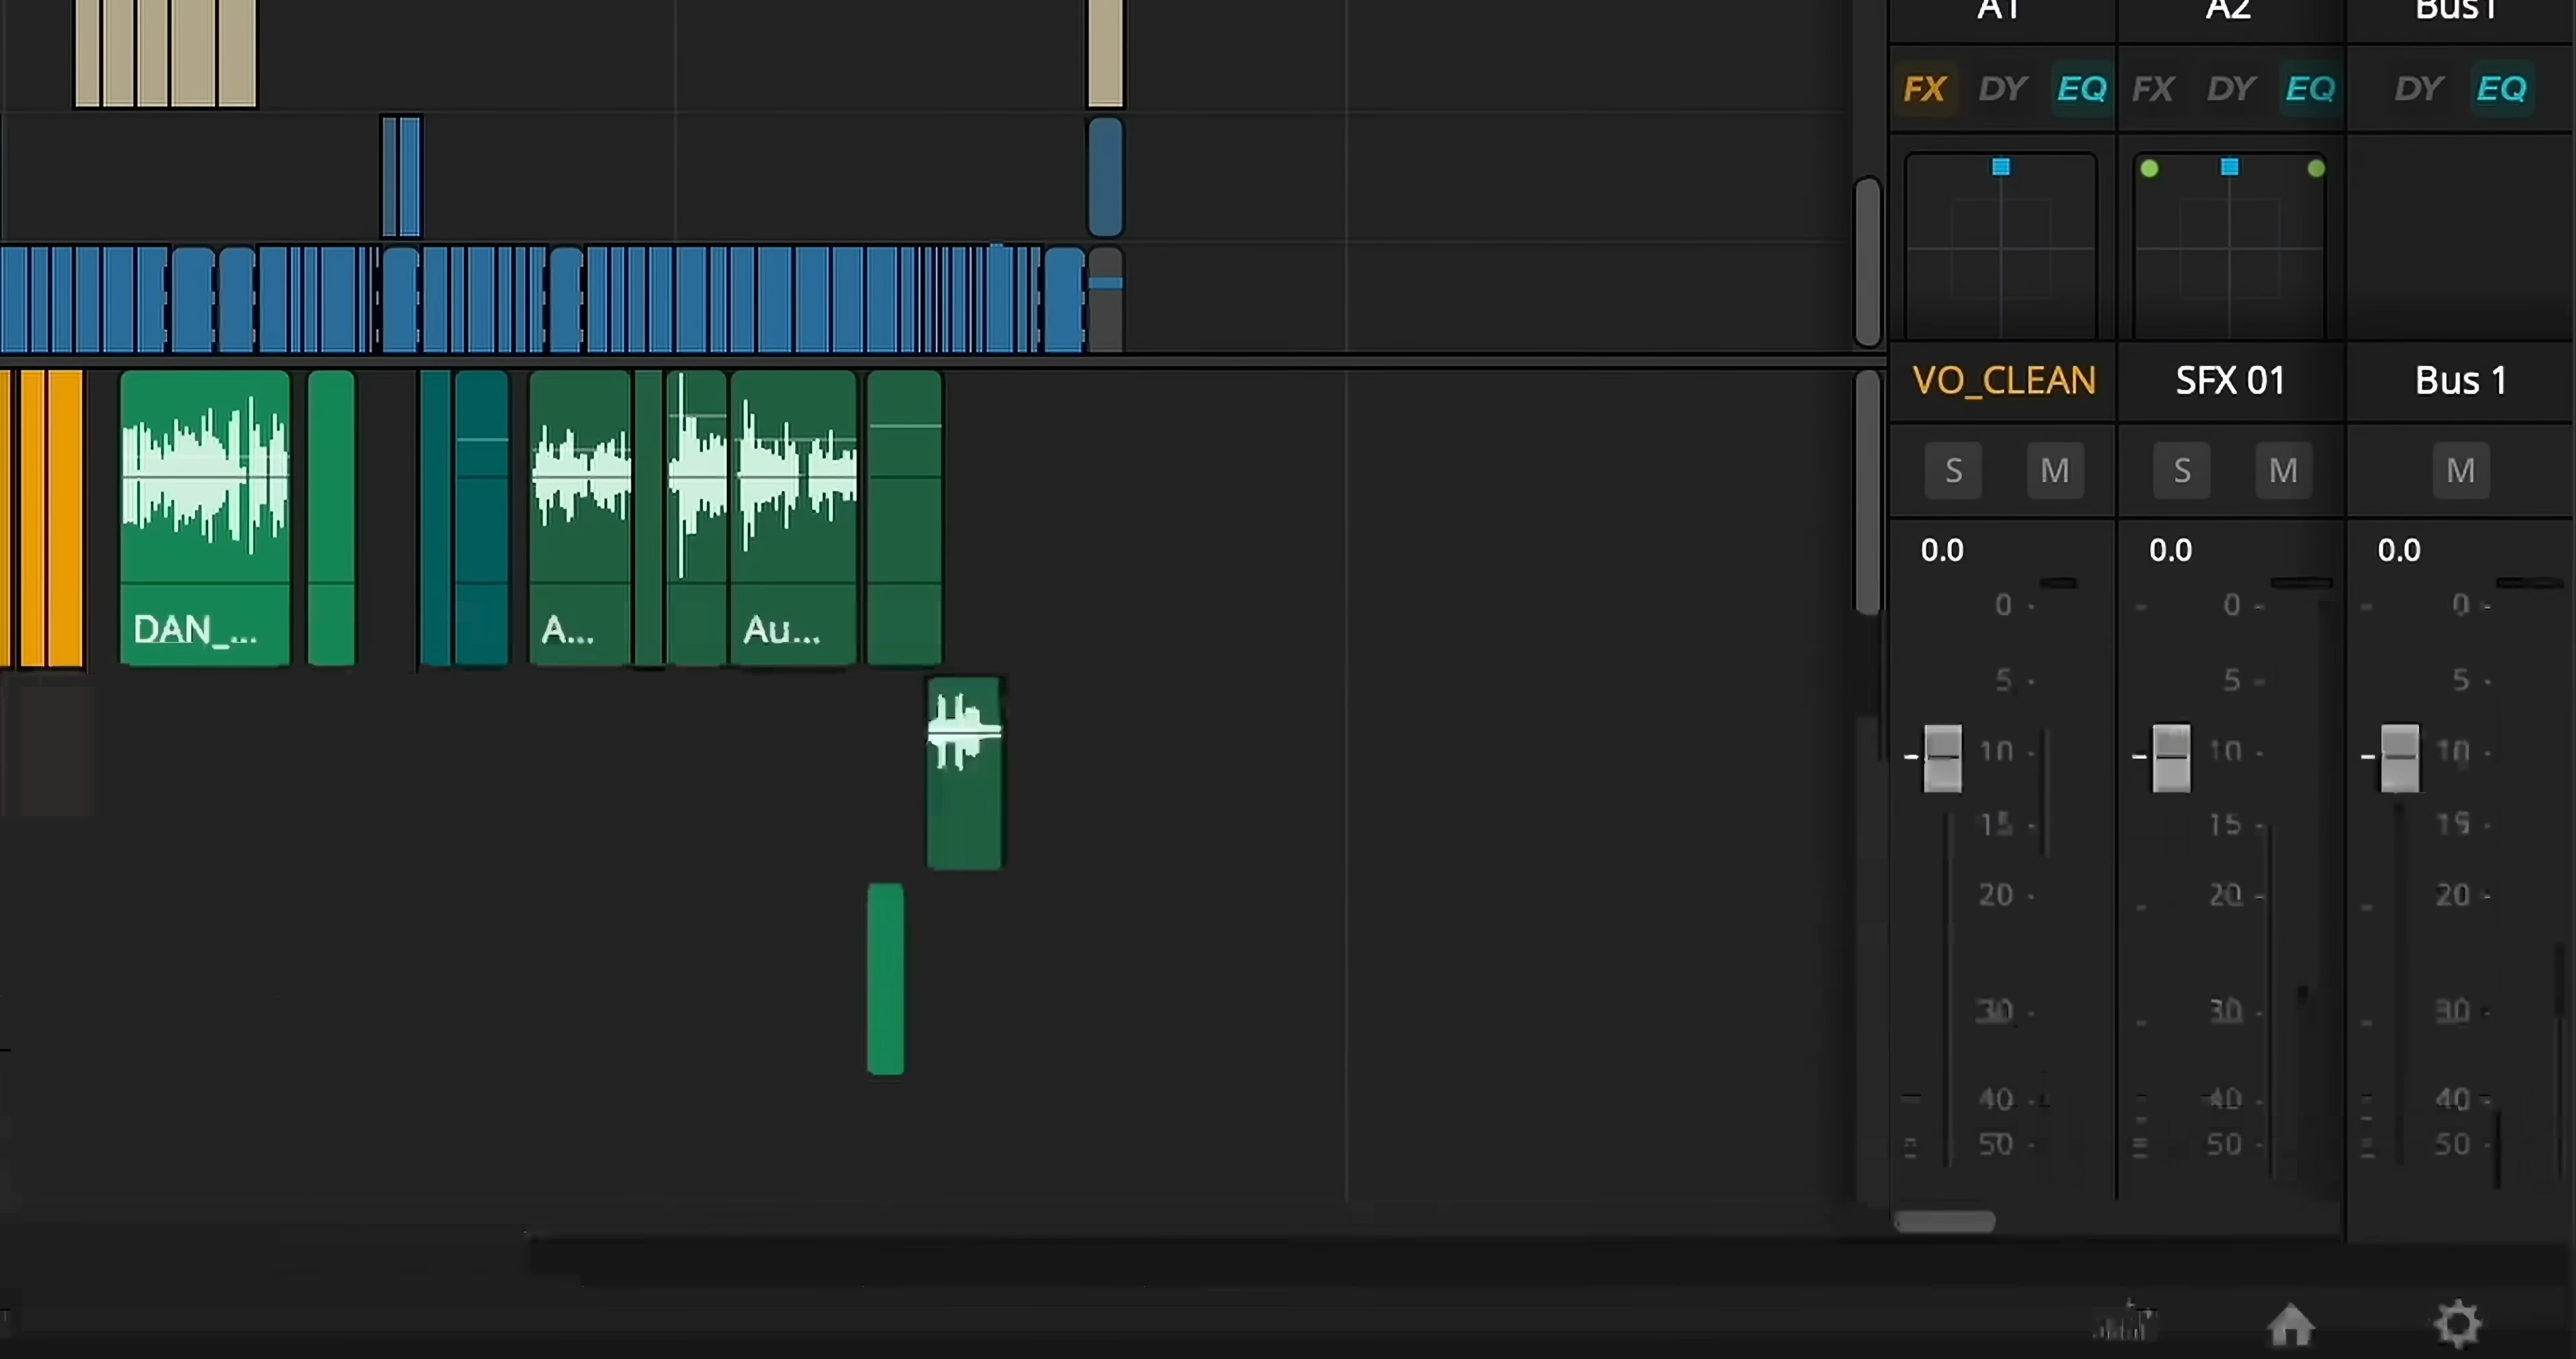 A1 A2 Bus1
FX DY EQ FX DY EQ DY EQ
VO_CLEAN SFX 01 Bus 1
S M S M M
0.0 0.0 0.0
0 0 0
5 5 5
10 10 10
15 15 15
20 20 20
30 30 30
40 40 40
50 50 50
DAN_... A... Au...